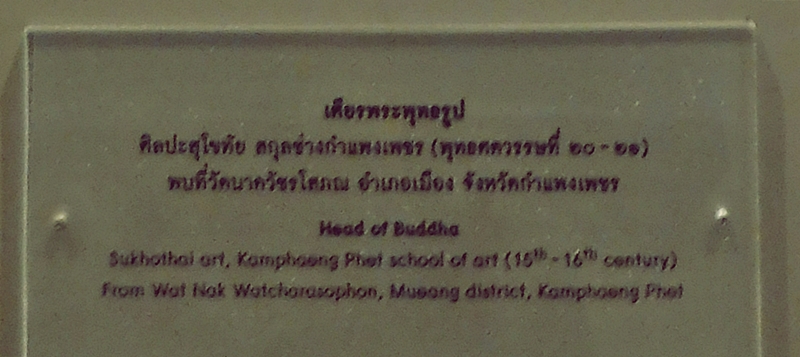 เศียรพระพุทธรูป
ศิลปะสุโขทัย สกุลช่างกำแพงเพชร (พุทธศตวรรษที่ ๒๐ - ๒๑)
พบที่วัดนาควัชรโสภณ อำเภอเมือง จังหวัดกำแพงเพชร
Head of Buddha
Sukhothai art, Kamphaeng Phet school of art (15th - 16th century)
From Wat Nak Watcharasophon, Mueang district, Kamphaeng Phet